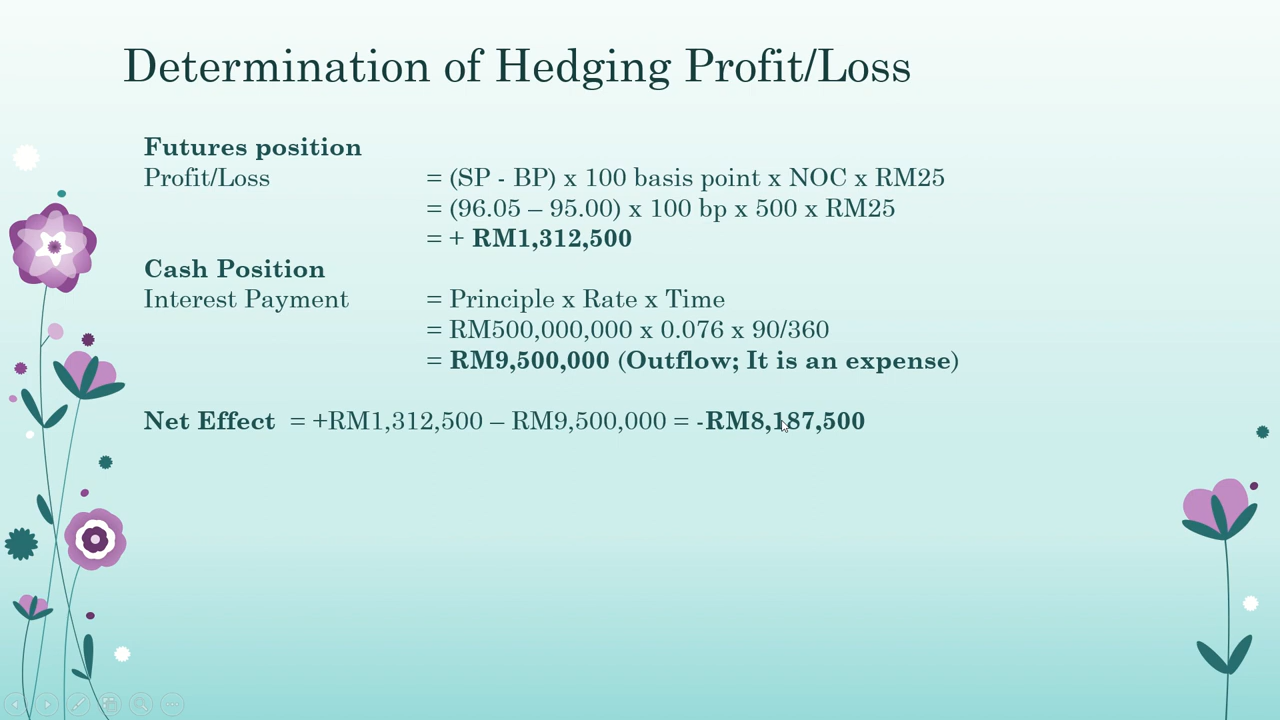 Determination of Hedging Profit/Loss
Futures position
Profit/Loss = (SP - BP) x 100 basis point x NOC x RM25
= (96.05 – 95.00) x 100 bp x 500 x RM25
= + RM1,312,500
Cash Position
Interest Payment = Principle x Rate x Time
= RM500,000,000 x 0.076 x 90/360
= RM9,500,000 (Outflow; It is an expense)
Net Effect = +RM1,312,500 – RM9,500,000 = -RM8,187,500